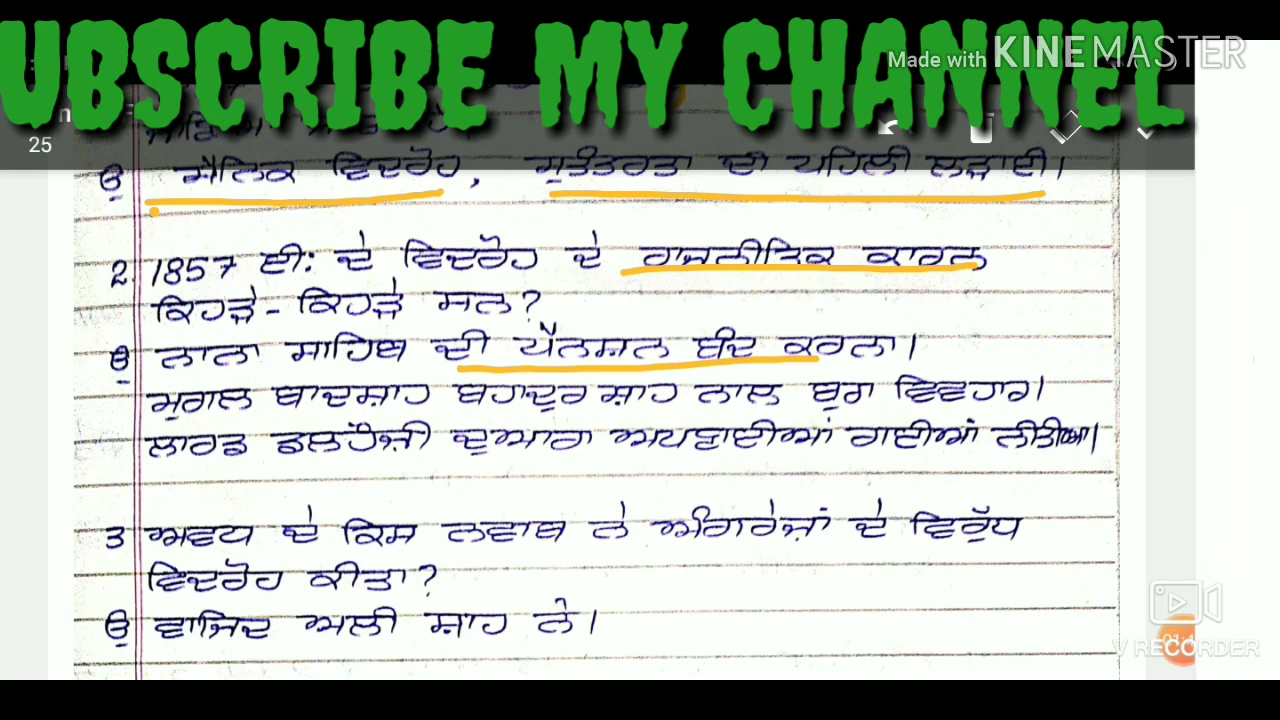 UBSCRIBE MY CHANNEL
Made with KINEMASTER
25
ਉ ਸੈਨਿਕ ਵਿਦਰੋਹ, ਸੁਤੰਤਰਤਾ ਦੀ ਪਹਿਲੀ ਲੜਾਈ।
2 1857 ਈ: ਦੇ ਵਿਦਰੋਹ ਦੇ ਰਾਜਨੀਤਿਕ ਕਾਰਨ
ਕਿਹੜੇ - ਕਿਹੜੇ ਸਨ?
ਉ ਨਾਨਾ ਸਾਹਿਬ ਦੀ ਪੈਨਸ਼ਨ ਬੰਦ ਕਰਨਾ।
ਮੁਗਲ ਬਾਦਸ਼ਾਹ ਬਹਾਦੁਰ ਸ਼ਾਹ ਨਾਲ ਬੁਰਾ ਵਿਵਹਾਰ।
ਲਾਰਡ ਡਲਹੌਜ਼ੀ ਦੁਆਰਾ ਅਪਣਾਈਆਂ ਗਈਆਂ ਨੀਤੀਆ।
3 ਅਵਧ ਦੇ ਕਿਸ ਨਵਾਬ ਨੇ ਅੰਗਰੇਜ਼ਾਂ ਦੇ ਵਿਰੁੱਧ
ਵਿਦਰੋਹ ਕੀਤਾ?
ਉ ਵਾਜਿਦ ਅਲੀ ਸ਼ਾਹ ਨੇ।
V RECORDER